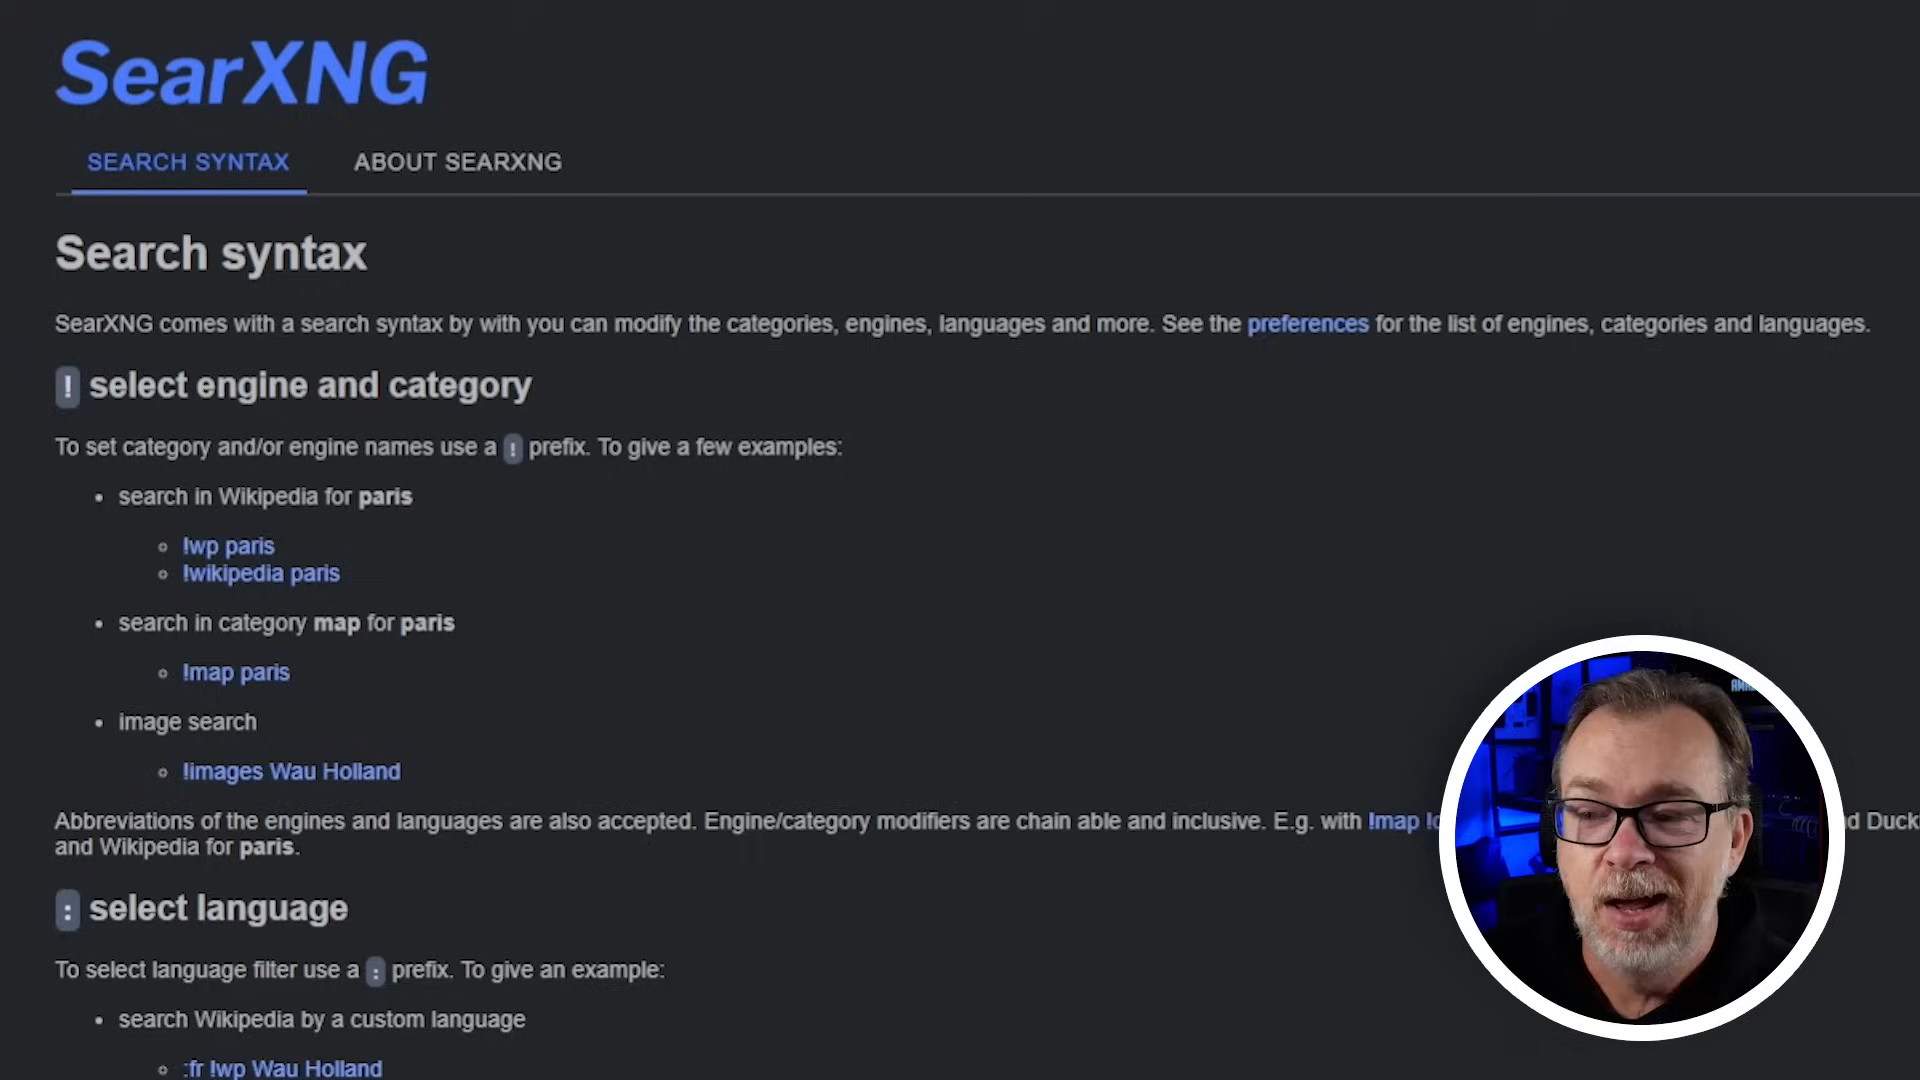 SearXNG
SEARCH SYNTAX ABOUT SEARXNG
Search syntax
SearXNG comes with a search syntax by with you can modify the categories, engines, languages and more. See the preferences for the list of engines, categories and languages.
! select engine and category
To set category and/or engine names use a ! prefix. To give a few examples:
search in Wikipedia for paris
!wp paris
!wikipedia paris
search in category map for paris
!map paris
image search
!images Wau Holland
Abbreviations of the engines and languages are also accepted. Engine/category modifiers are chain able and inclusive. E.g. with !map
and Wikipedia for paris.
: select language
To select language filter use a : prefix. To give an example:
search Wikipedia by a custom language
:fr !wp Wau Holland